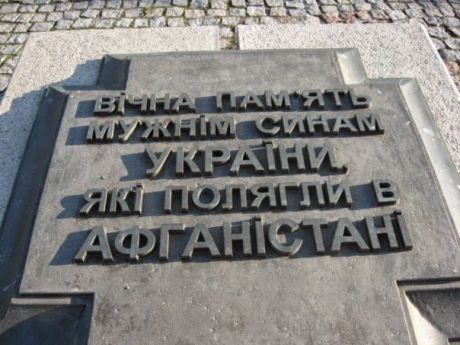 ВІЧНА ПАМ'ЯТЬ
МУЖНІМ СИНАМ
УКРАЇНИ,
ЯКІ ПОЛЯГЛИ В
АФГАНІСТАНІ